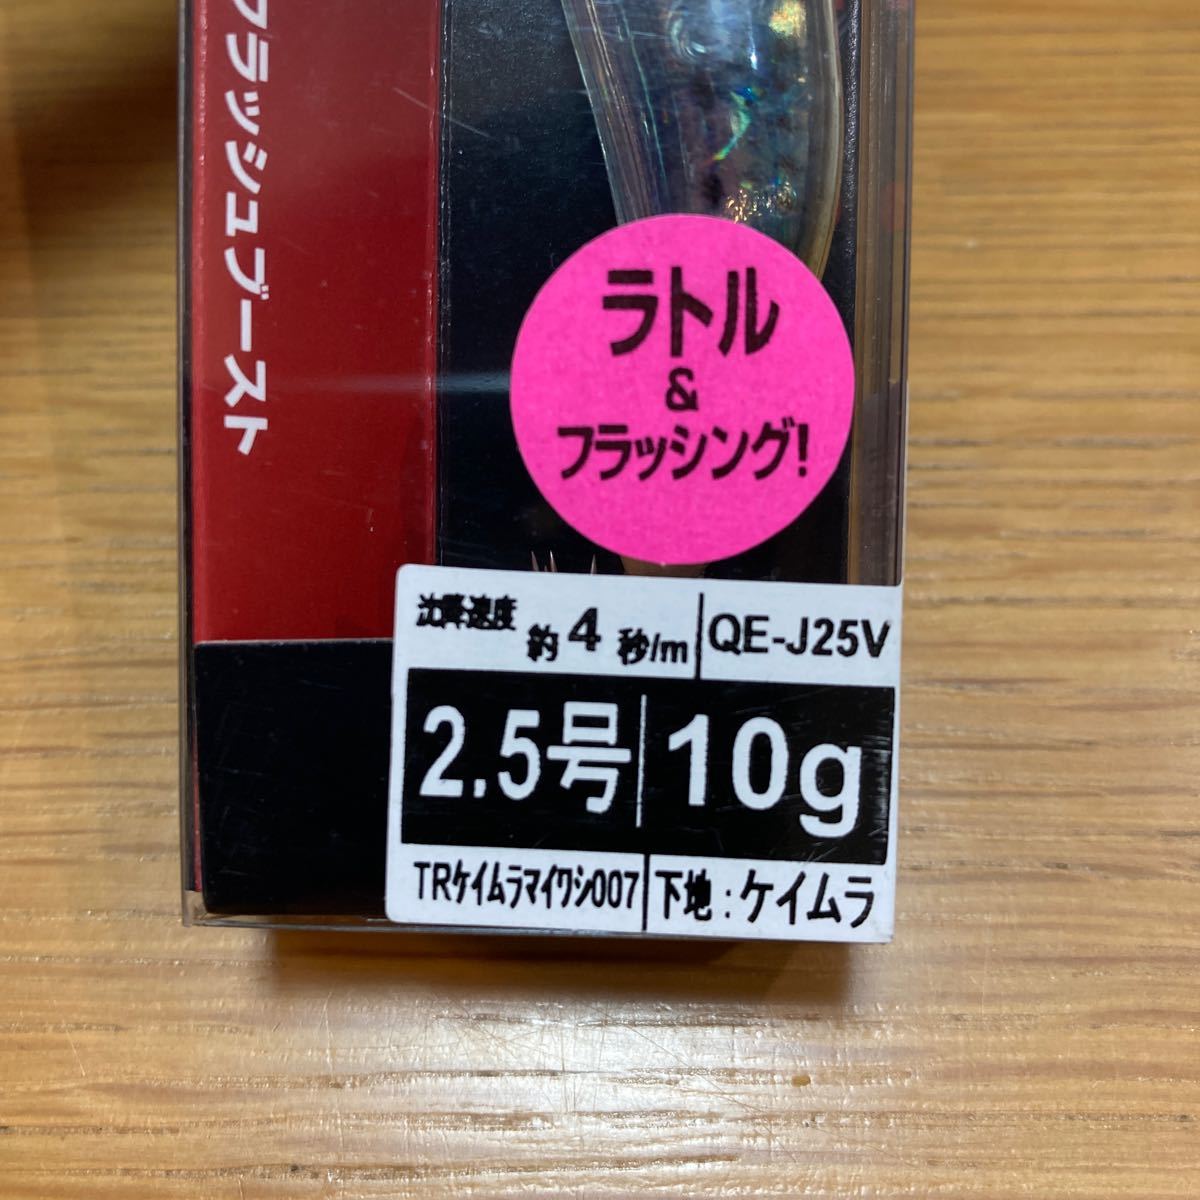 フラッシュブースト
ラトル
&
フラッシング!
沈降速度 約4秒/m
QE-J25V
2.5号
10g
TRケイムラマイワシ007
下地:ケイムラ